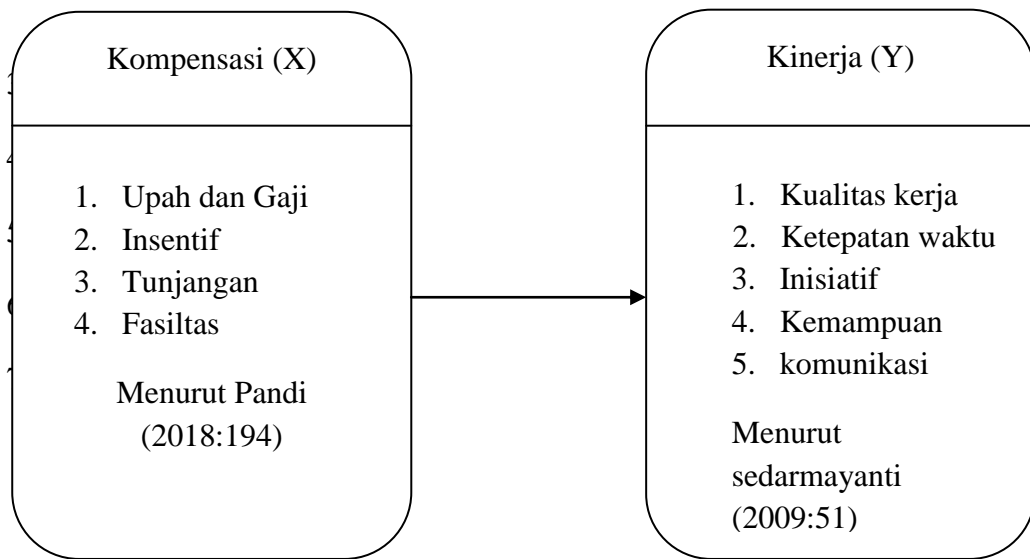 Kompensasi (X)
1. Upah dan Gaji
2. Insentif
3. Tunjangan
4. Fasiltas
Menurut Pandi
(2018:194)
Kinerja (Y)
1. Kualitas kerja
2. Ketepatan waktu
3. Inisiatif
4. Kemampuan
5. komunikasi
Menurut
sedarmayanti
(2009:51)